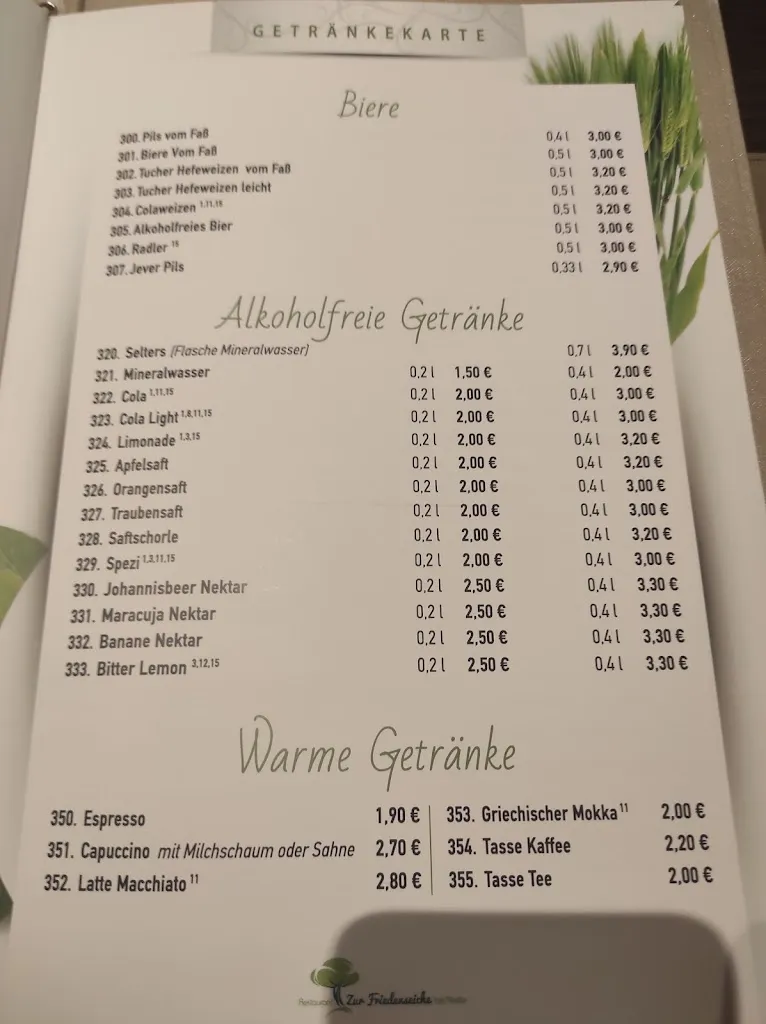 GETRÄNKEKARTE
Biere
300. Pils vom Faß 0,4 l 3,00 €
301. Biere Vom Faß 0,5 l 3,00 €
302. Tucher Hefeweizen vom Faß 0,5 l 3,20 €
303. Tucher Hefeweizen leicht 0,5 l 3,20 €
304. Colaweizen 1,11,15 0,5 l 3,20 €
305. Alkoholfreies Bier 0,5 l 3,00 €
306. Radler 15 0,5 l 3,00 €
307. Jever Pils 0,33 l 2,90 €
Alkoholfreie Getränke
320. Selters (Flasche Mineralwasser) 0,7 l 3,90 €
321. Mineralwasser 0,2 l 1,50 € 0,4 l 2,00 €
322. Cola 1,11,15 0,2 l 2,00 € 0,4 l 3,00 €
323. Cola Light 1,8,11,15 0,2 l 2,00 € 0,4 l 3,00 €
324. Limonade 1,3,15 0,2 l 2,00 € 0,4 l 3,20 €
325. Apfelsaft 0,2 l 2,00 € 0,4 l 3,20 €
326. Orangensaft 0,2 l 2,00 € 0,4 l 3,00 €
327. Traubensaft 0,2 l 2,00 € 0,4 l 3,00 €
328. Saftschorle 0,2 l 2,00 € 0,4 l 3,20 €
329. Spezi 1,3,11,15 0,2 l 2,00 € 0,4 l 3,00 €
330. Johannisbeer Nektar 0,2 l 2,50 € 0,4 l 3,30 €
331. Maracuja Nektar 0,2 l 2,50 € 0,4 l 3,30 €
332. Banane Nektar 0,2 l 2,50 € 0,4 l 3,30 €
333. Bitter Lemon 3,12,15 0,2 l 2,50 € 0,4 l 3,30 €
Warme Getränke
350. Espresso 1,90 €
351. Capuccino mit Milchschaum oder Sahne 2,70 €
352. Latte Macchiato 11 2,80 €
353. Griechischer Mokka 11 2,00 €
354. Tasse Kaffee 2,20 €
355. Tasse Tee 2,00 €
Restaurant Zur Friedenseiche